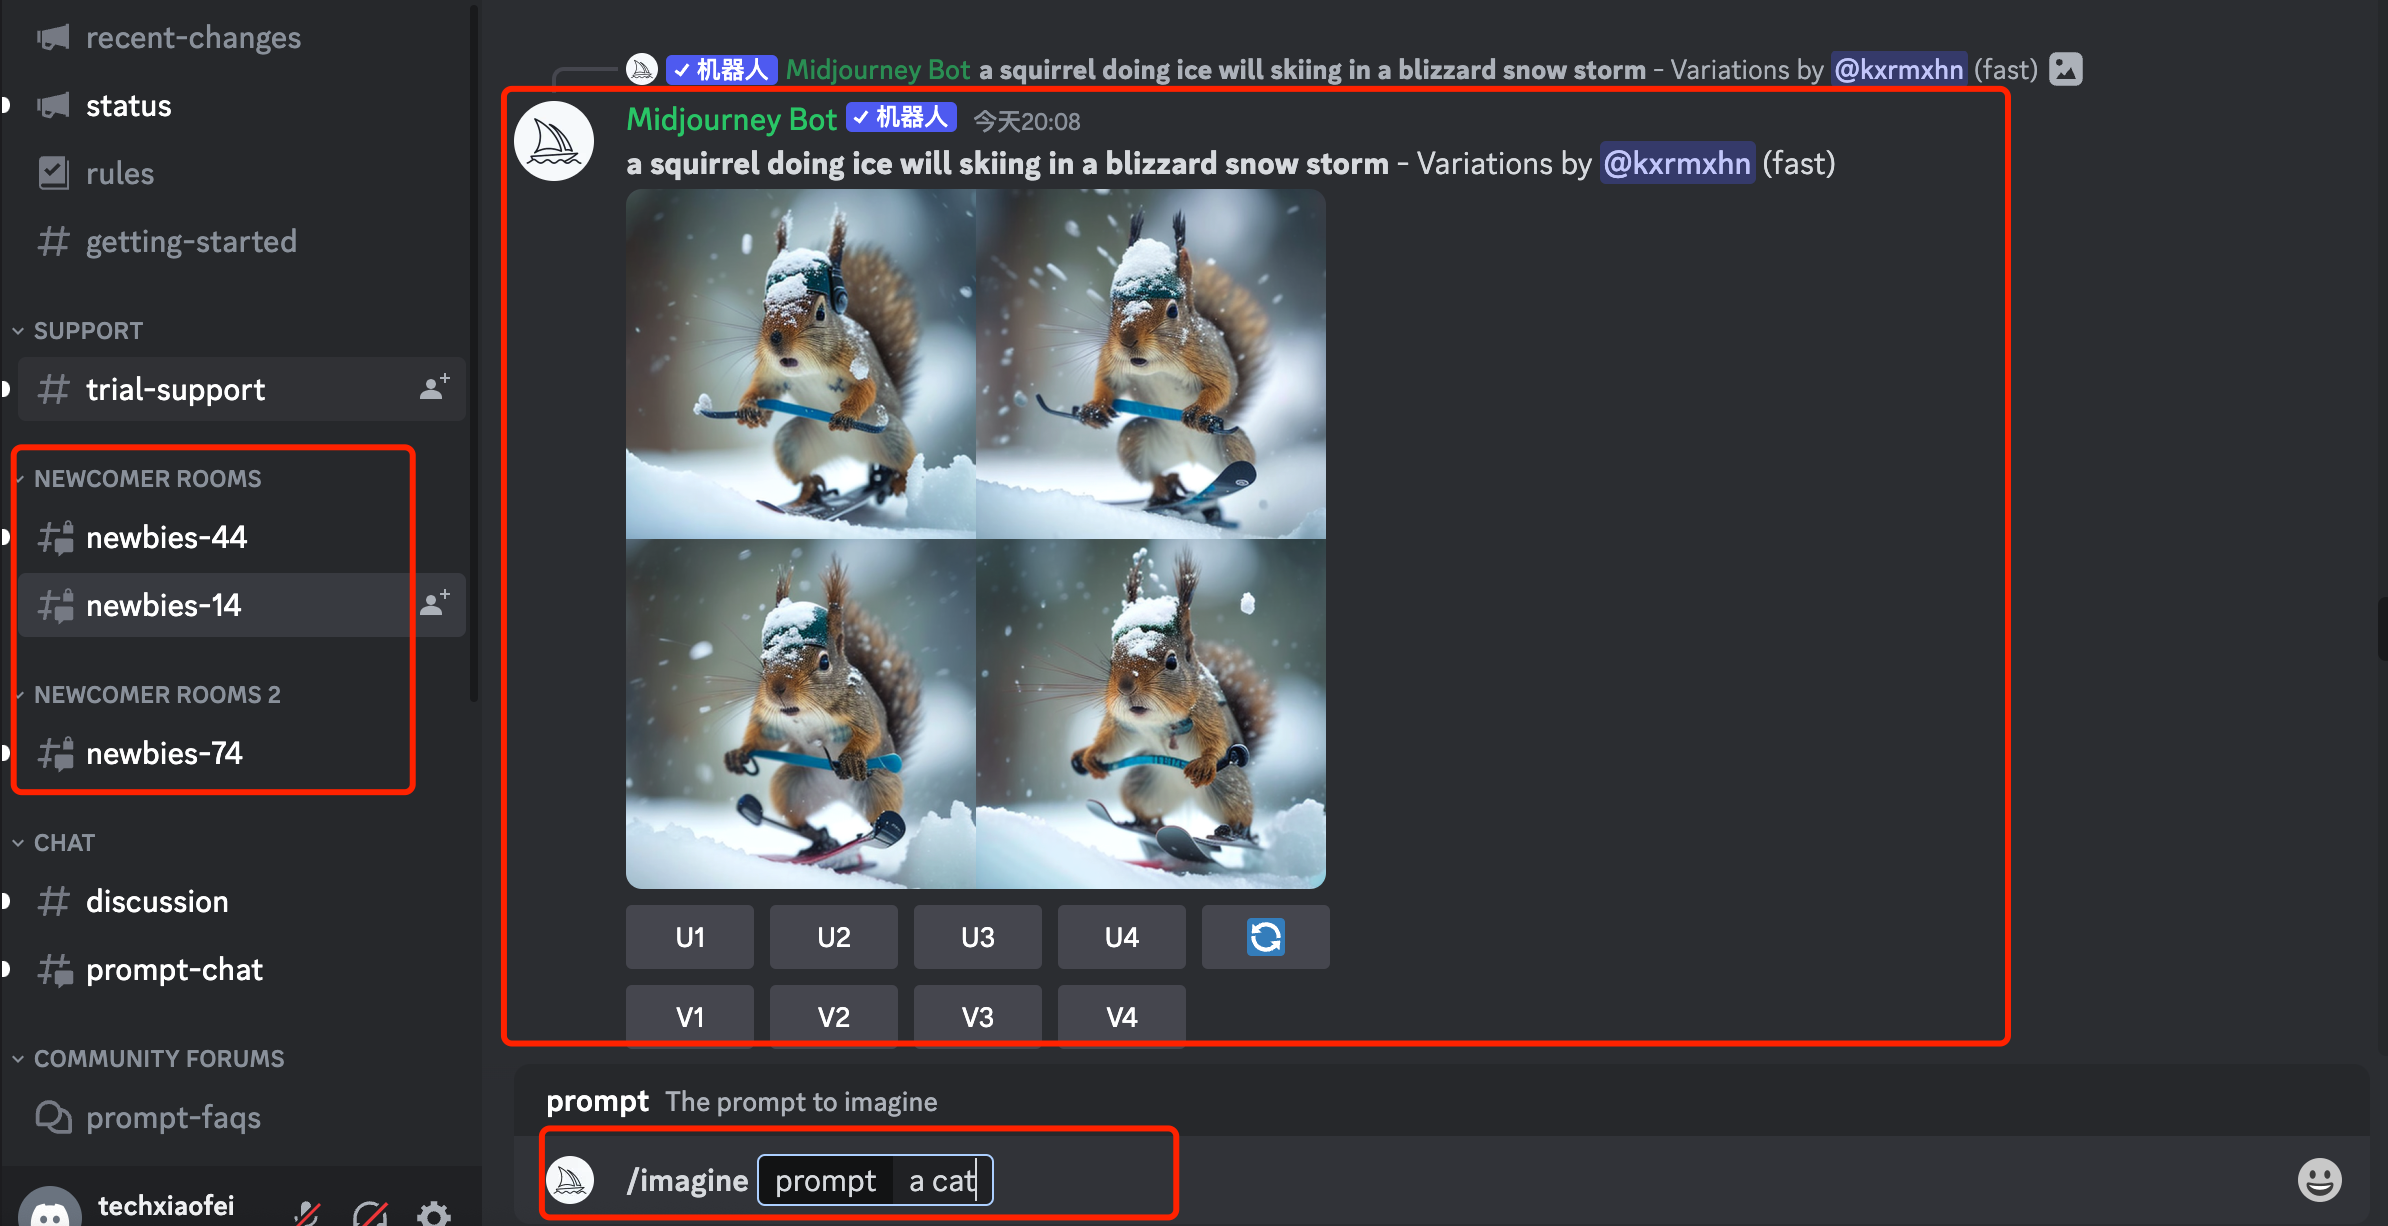 recent-changes
status
rules
getting-started
SUPPORT
trial-support
NEWCOMER ROOMS
newbies-44
newbies-14
NEWCOMER ROOMS 2
newbies-74
CHAT
discussion
prompt-chat
COMMUNITY FORUMS
prompt-faqs
techxiaofei
✓ 机器人 Midjourney Bot a squirrel doing ice will skiing in a blizzard snow storm - Variations by @kxrmxhn (fast)
Midjourney Bot ✓ 机器人 今天20:08
a squirrel doing ice will skiing in a blizzard snow storm - Variations by @kxrmxhn (fast)
U1 U2 U3 U4
V1 V2 V3 V4
prompt The prompt to imagine
/imagine prompt a cat